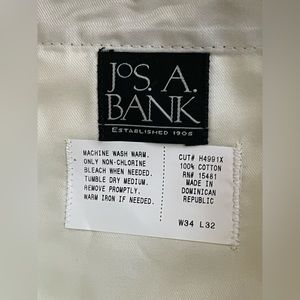 JOS. A.
BANK
ESTABLISHED 1905
MACHINE WASH WARM.
ONLY NON-CHLORINE
BLEACH WHEN NEEDED.
TUMBLE DRY MEDIUM.
REMOVE PROMPTLY.
WARM IRON IF NEEDED.
CUT# H4991X
100% COTTON
RN# 15461
MADE IN
DOMINICAN
REPUBLIC
W34 L32